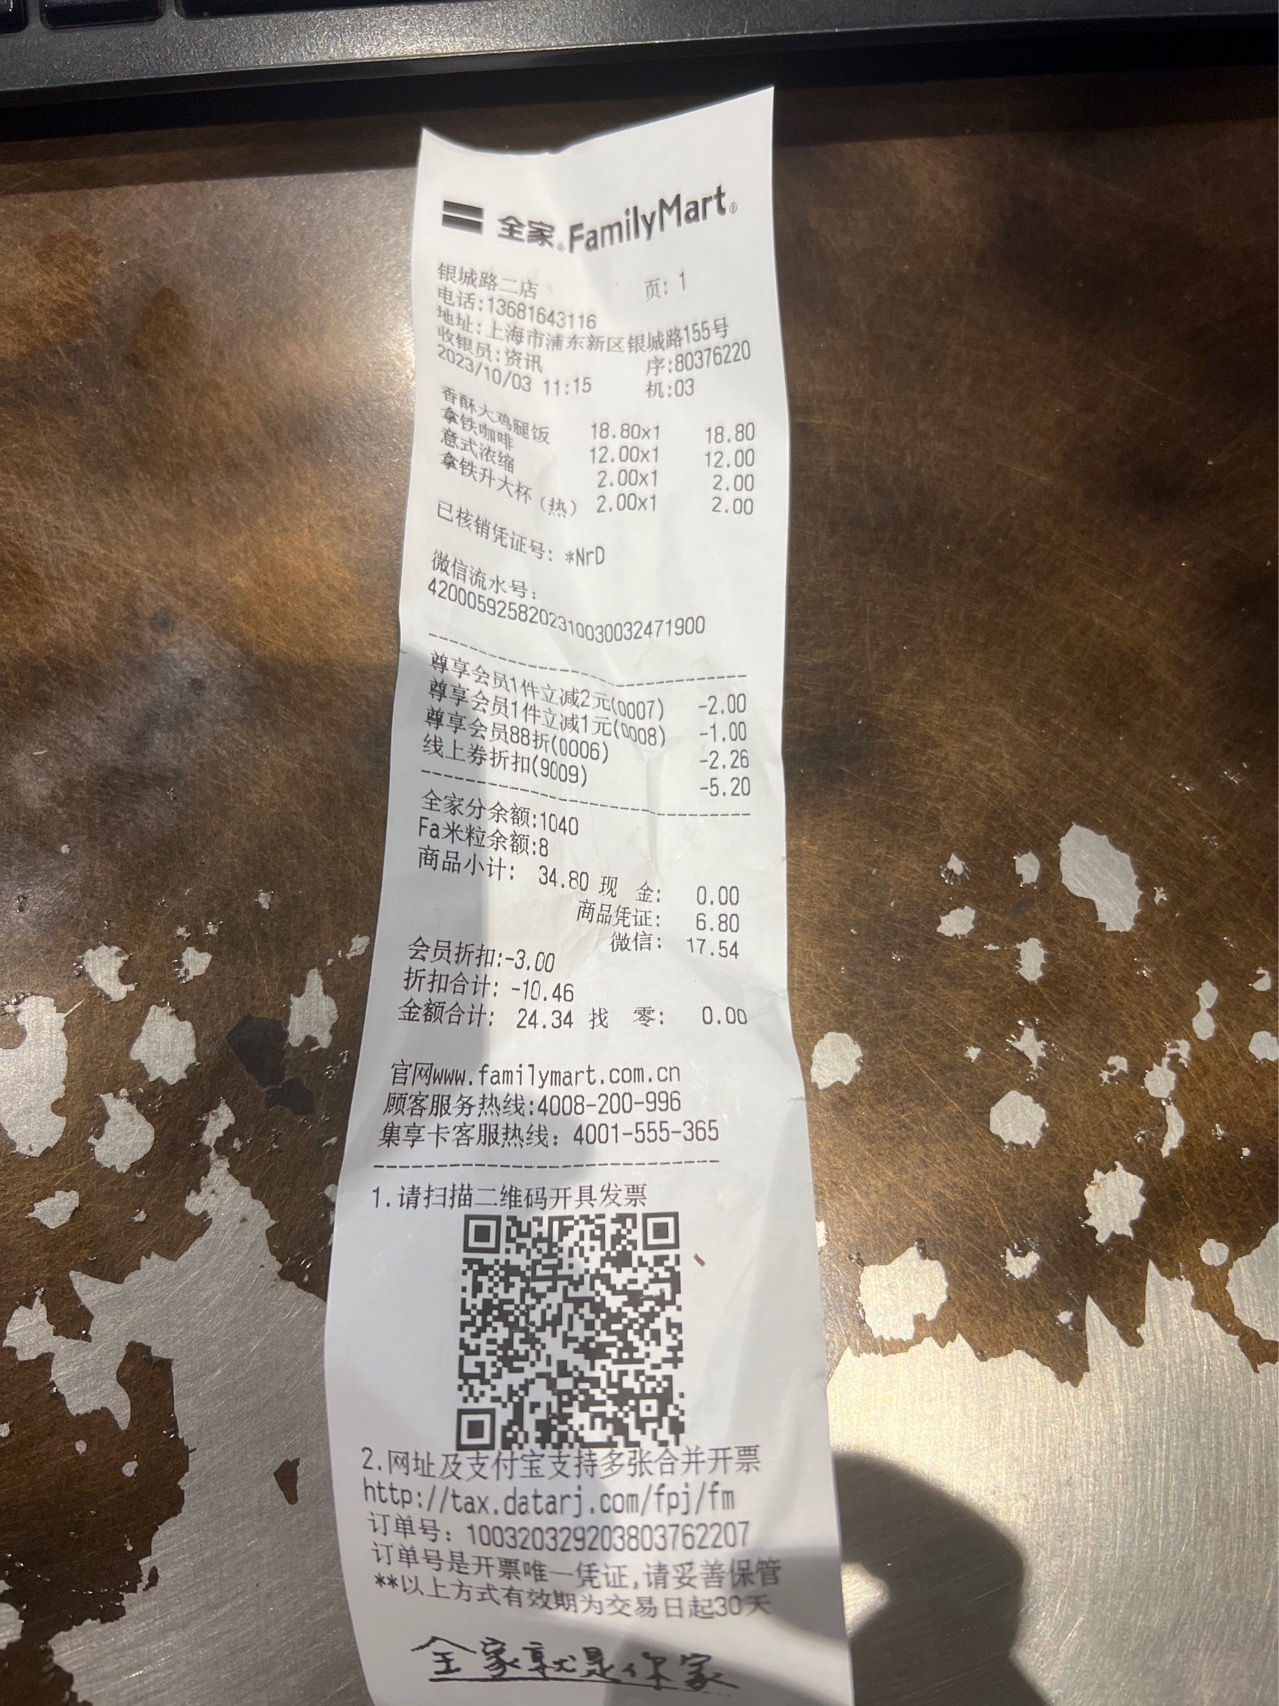 全家® FamilyMart®
银城路二店 页: 1
电话:13681643116
地址:上海市浦东新区银城路155号
收银员:资讯 序:80376220
2023/10/03 11:15 机:03
香酥大鸡腿饭 18.80x1 18.80
拿铁咖啡 12.00x1 12.00
意式浓缩 2.00x1 2.00
拿铁升大杯（热） 2.00x1 2.00
已核销凭证号: *NrD
微信流水号:
4200059258202310030032471900
尊享会员1件立减2元(0007) -2.00
尊享会员1件立减1元(0008) -1.00
尊享会员88折(0006) -2.26
线上券折扣(9009) -5.20
全家分余额:1040
Fa米粒余额:8
商品小计: 34.80 现 金: 0.00
商品凭证: 6.80
微信: 17.54
会员折扣:-3.00
折扣合计: -10.46
金额合计: 24.34 找 零: 0.00
官网www.familymart.com.cn
顾客服务热线:4008-200-996
集享卡客服热线: 4001-555-365
1.请扫描二维码开具发票
2.网址及支付宝支持多张合并开票
http://tax.datarj.com/fpj/fm
订单号: 100320329203803762207
订单号是开票唯一凭证,请妥善保管
**以上方式有效期为交易日起30天
全家就是你家